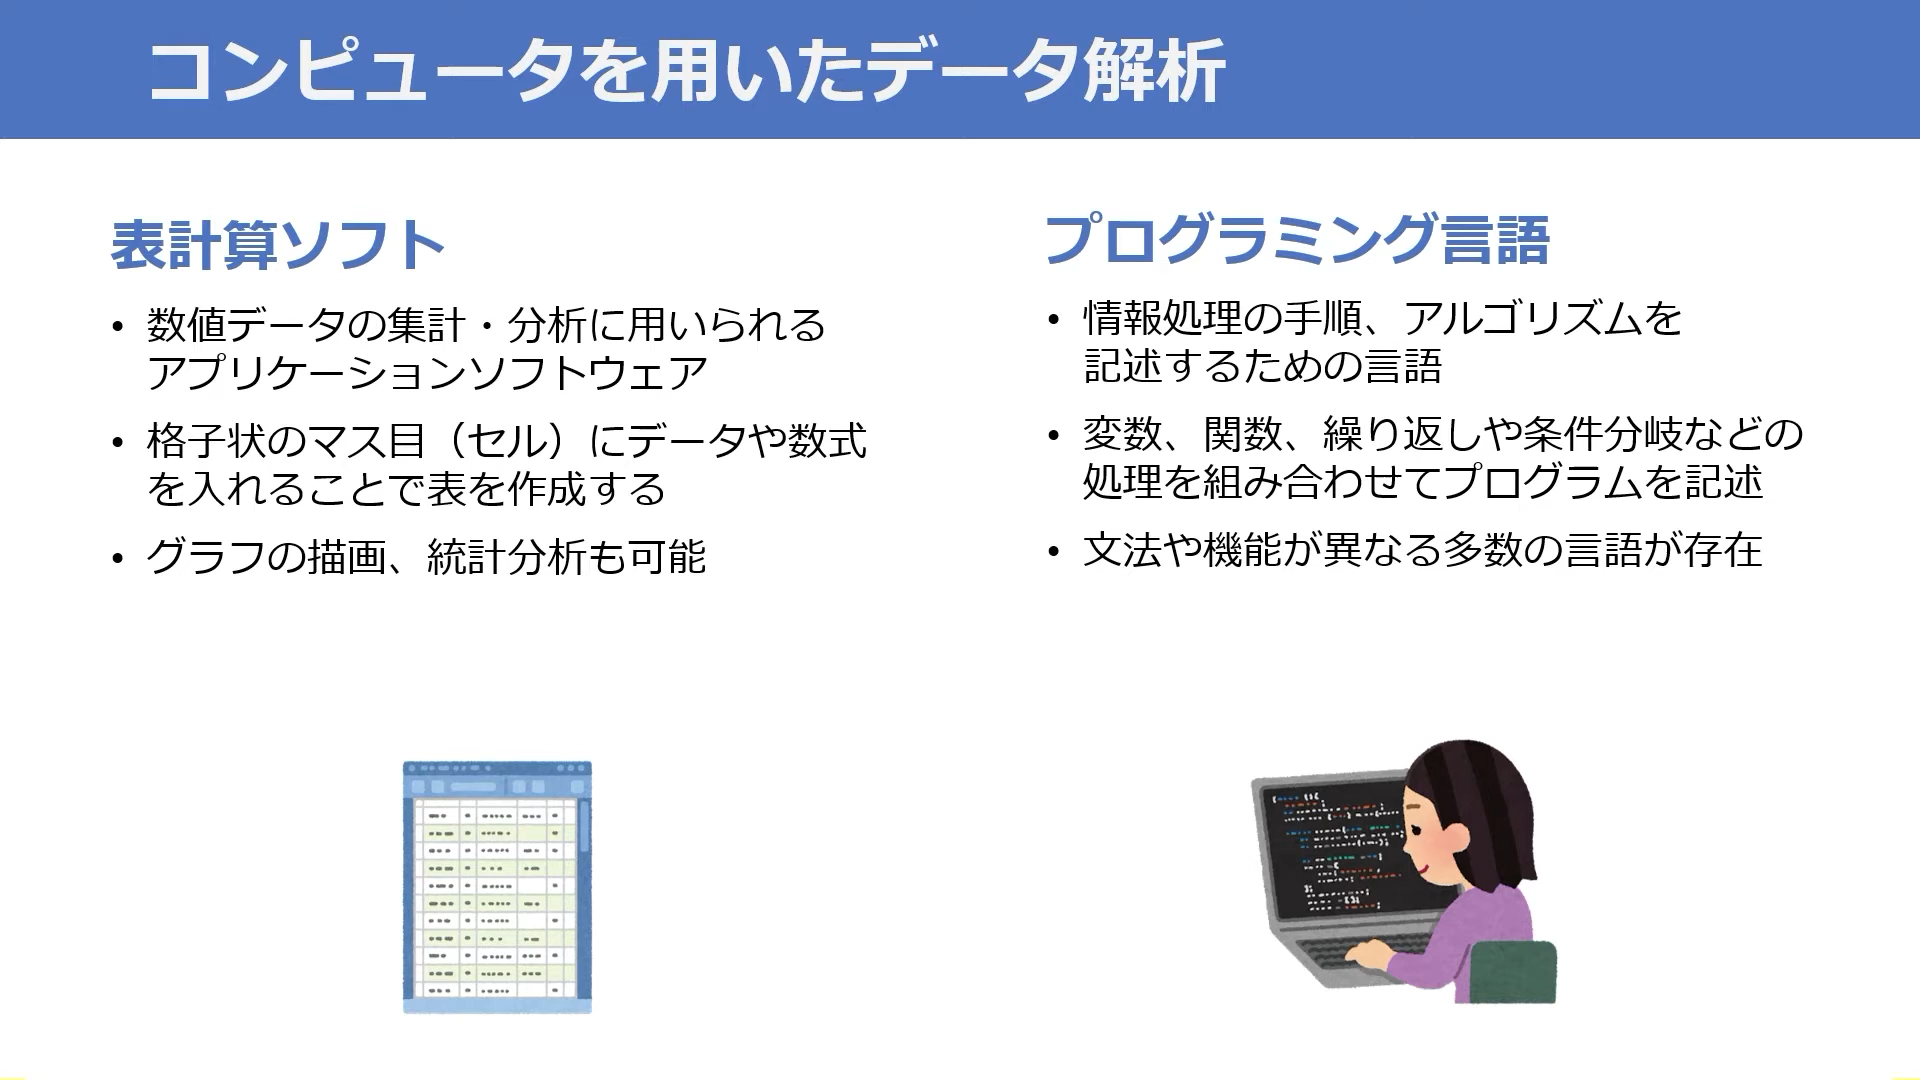 コンピュータを用いたデータ解析
表計算ソフト
• 数値データの集計・分析に用いられる
アプリケーションソフトウェア
• 格子状のマス目（セル）にデータや数式
を入れることで表を作成する
• グラフの描画、統計分析も可能
プログラミング言語
• 情報処理の手順、アルゴリズムを
記述するための言語
• 変数、関数、繰り返しや条件分岐などの
処理を組み合わせてプログラムを記述
• 文法や機能が異なる多数の言語が存在